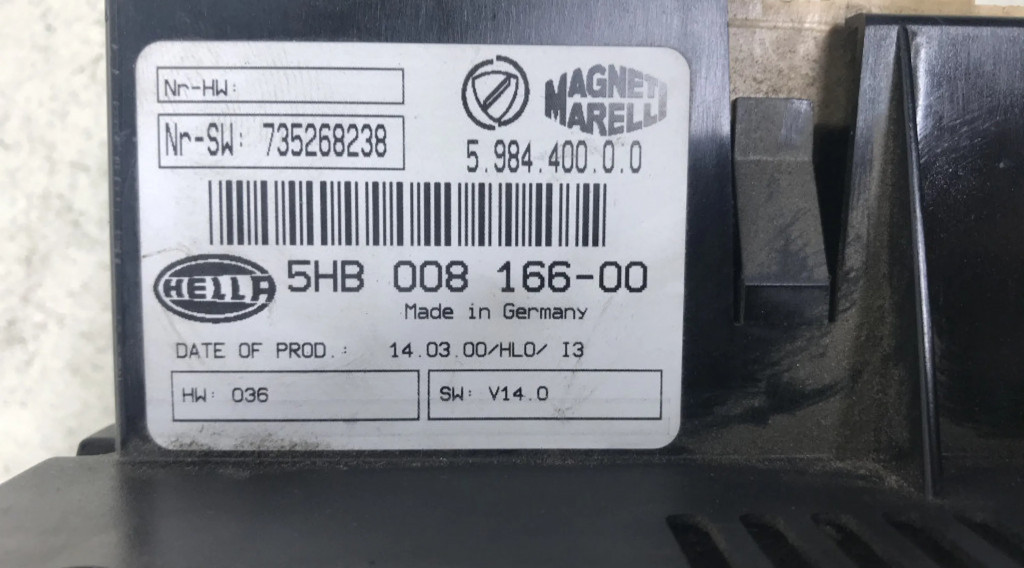 Nr-HW:
MAGNETI
MARELLI
Nr-SW: 735268238
5.984.400.0.0
HELLA
5HB 008 166-00
Made in Germany
DATE OF PROD.: 14.03.00/HLO/ I3
HW: 036
SW: V14.0